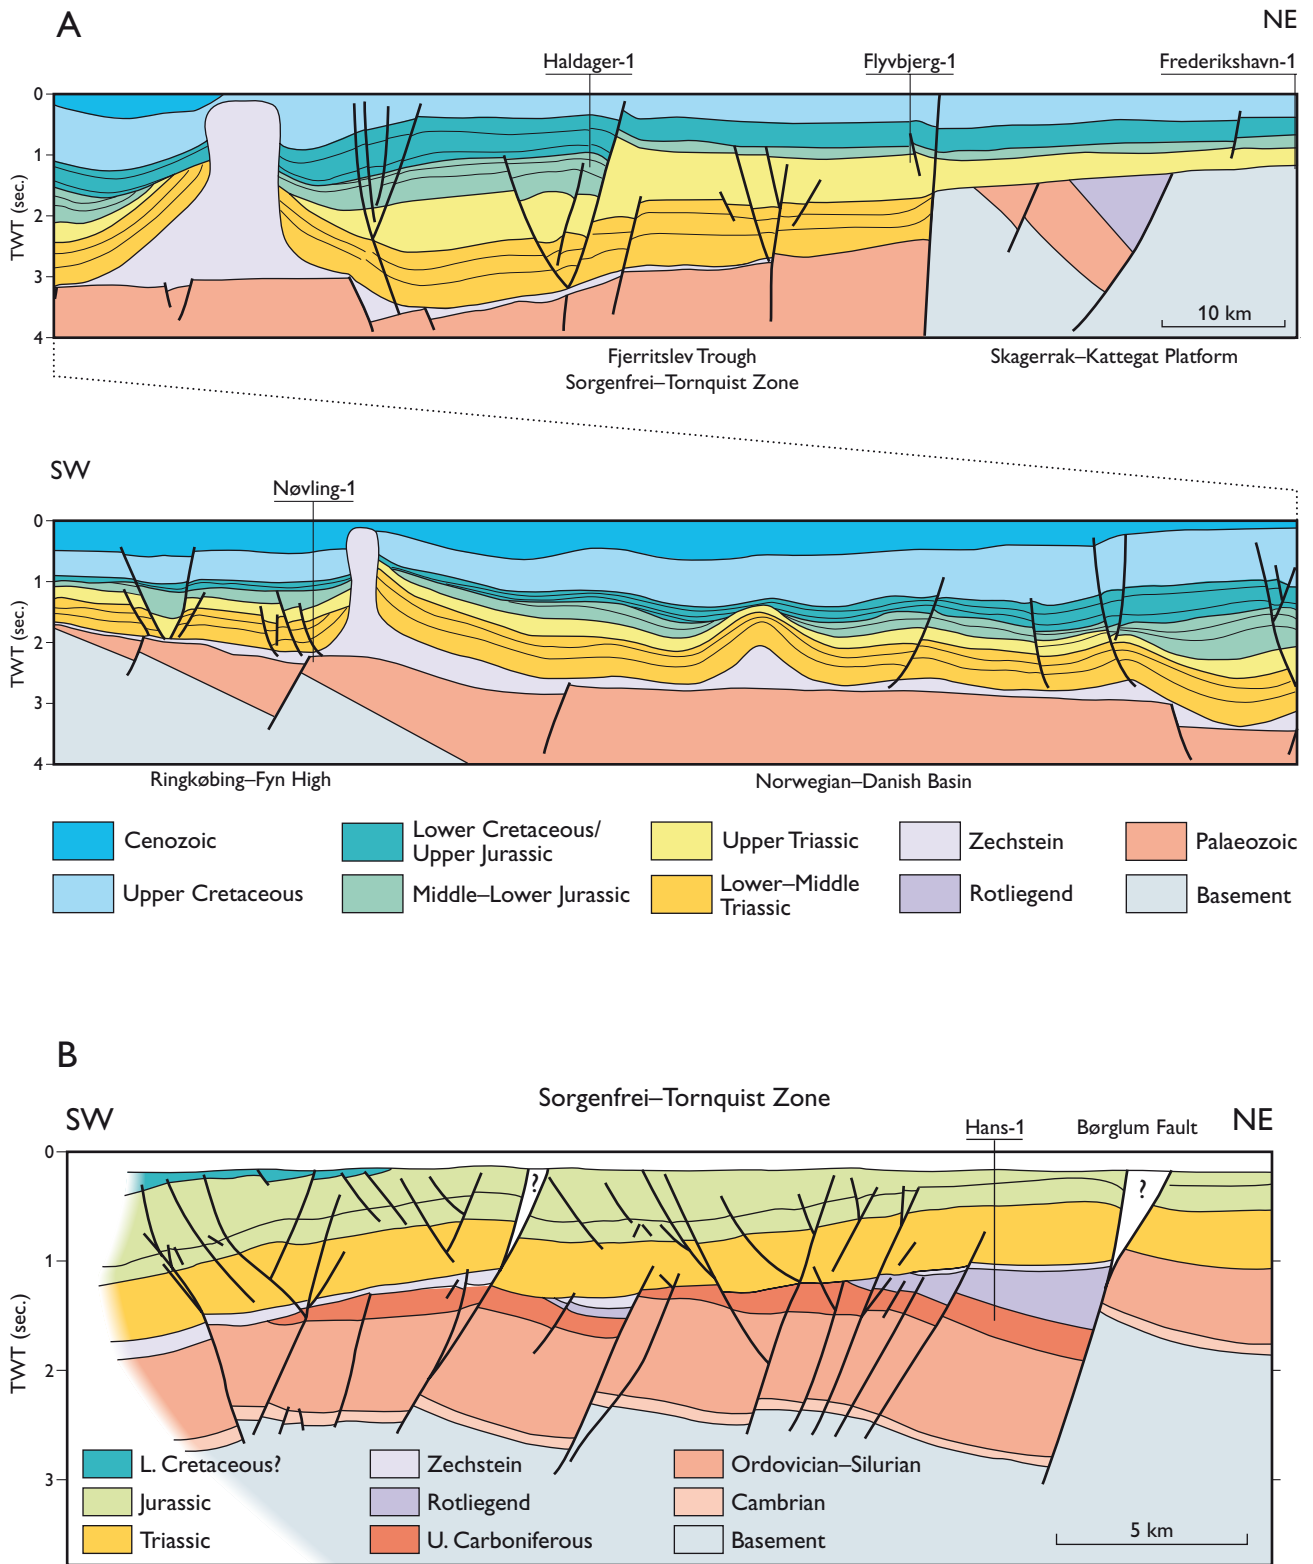 A
NE
Haldager-1
Flyvbjerg-1
Frederikshavn-1
0
1
2
3
4
TWT (sec.)
10 km
Fjerritslev Trough
Sorgenfrei–Tornquist Zone
Skagerrak–Kattegat Platform
SW
Nøvling-1
0
1
2
3
4
TWT (sec.)
Ringkøbing–Fyn High
Norwegian–Danish Basin
Cenozoic
Upper Cretaceous
Lower Cretaceous/
Upper Jurassic
Middle–Lower Jurassic
Upper Triassic
Lower–Middle
Triassic
Zechstein
Rotliegend
Palaeozoic
Basement
B
Sorgenfrei–Tornquist Zone
SW
Hans-1
Børglum Fault
NE
0
1
2
3
TWT (sec.)
?
?
L. Cretaceous?
Jurassic
Triassic
Zechstein
Rotliegend
U. Carboniferous
Ordovician–Silurian
Cambrian
Basement
5 km